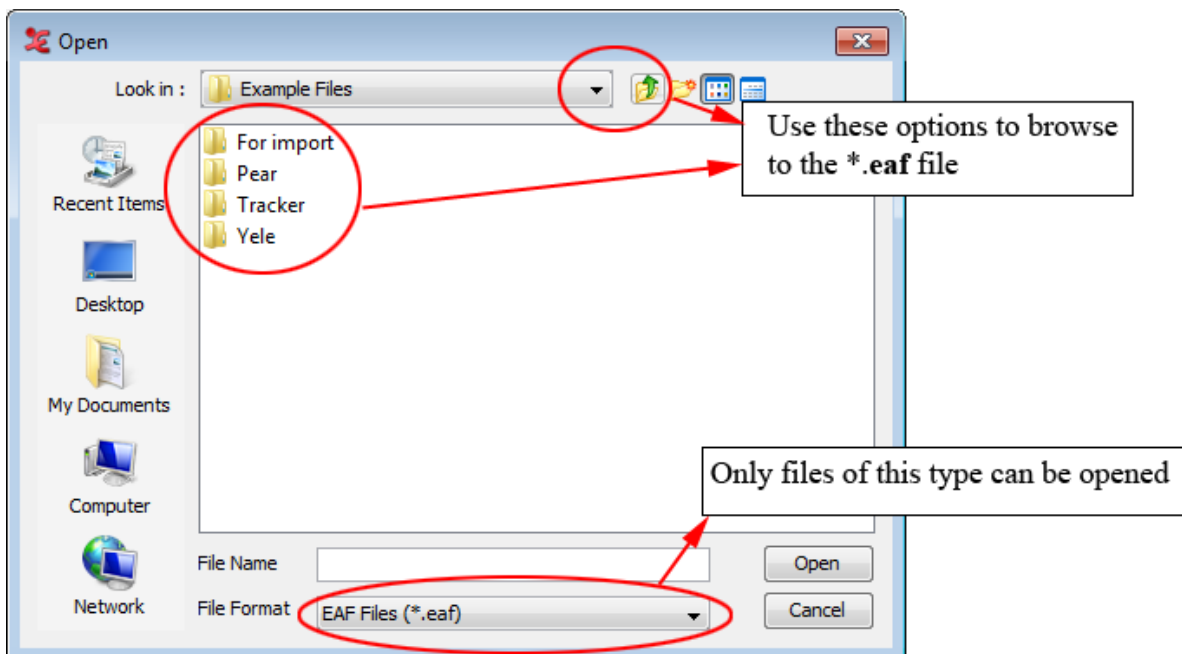 Open
Look in :
Example Files
For import
Pear
Tracker
Yele
Use these options to browse
to the *.eaf file
Recent Items
Desktop
My Documents
Computer
Network
Only files of this type can be opened
File Name
Open
File Format
EAF Files (*.eaf)
Cancel